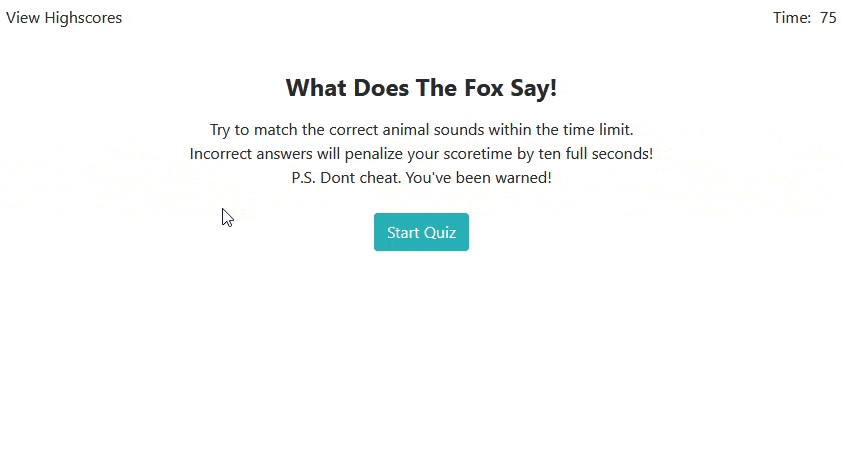 View Highscores
Time: 75
What Does The Fox Say!
Try to match the correct animal sounds within the time limit.
Incorrect answers will penalize your scoretime by ten full seconds!
P.S. Dont cheat. You've been warned!
Start Quiz